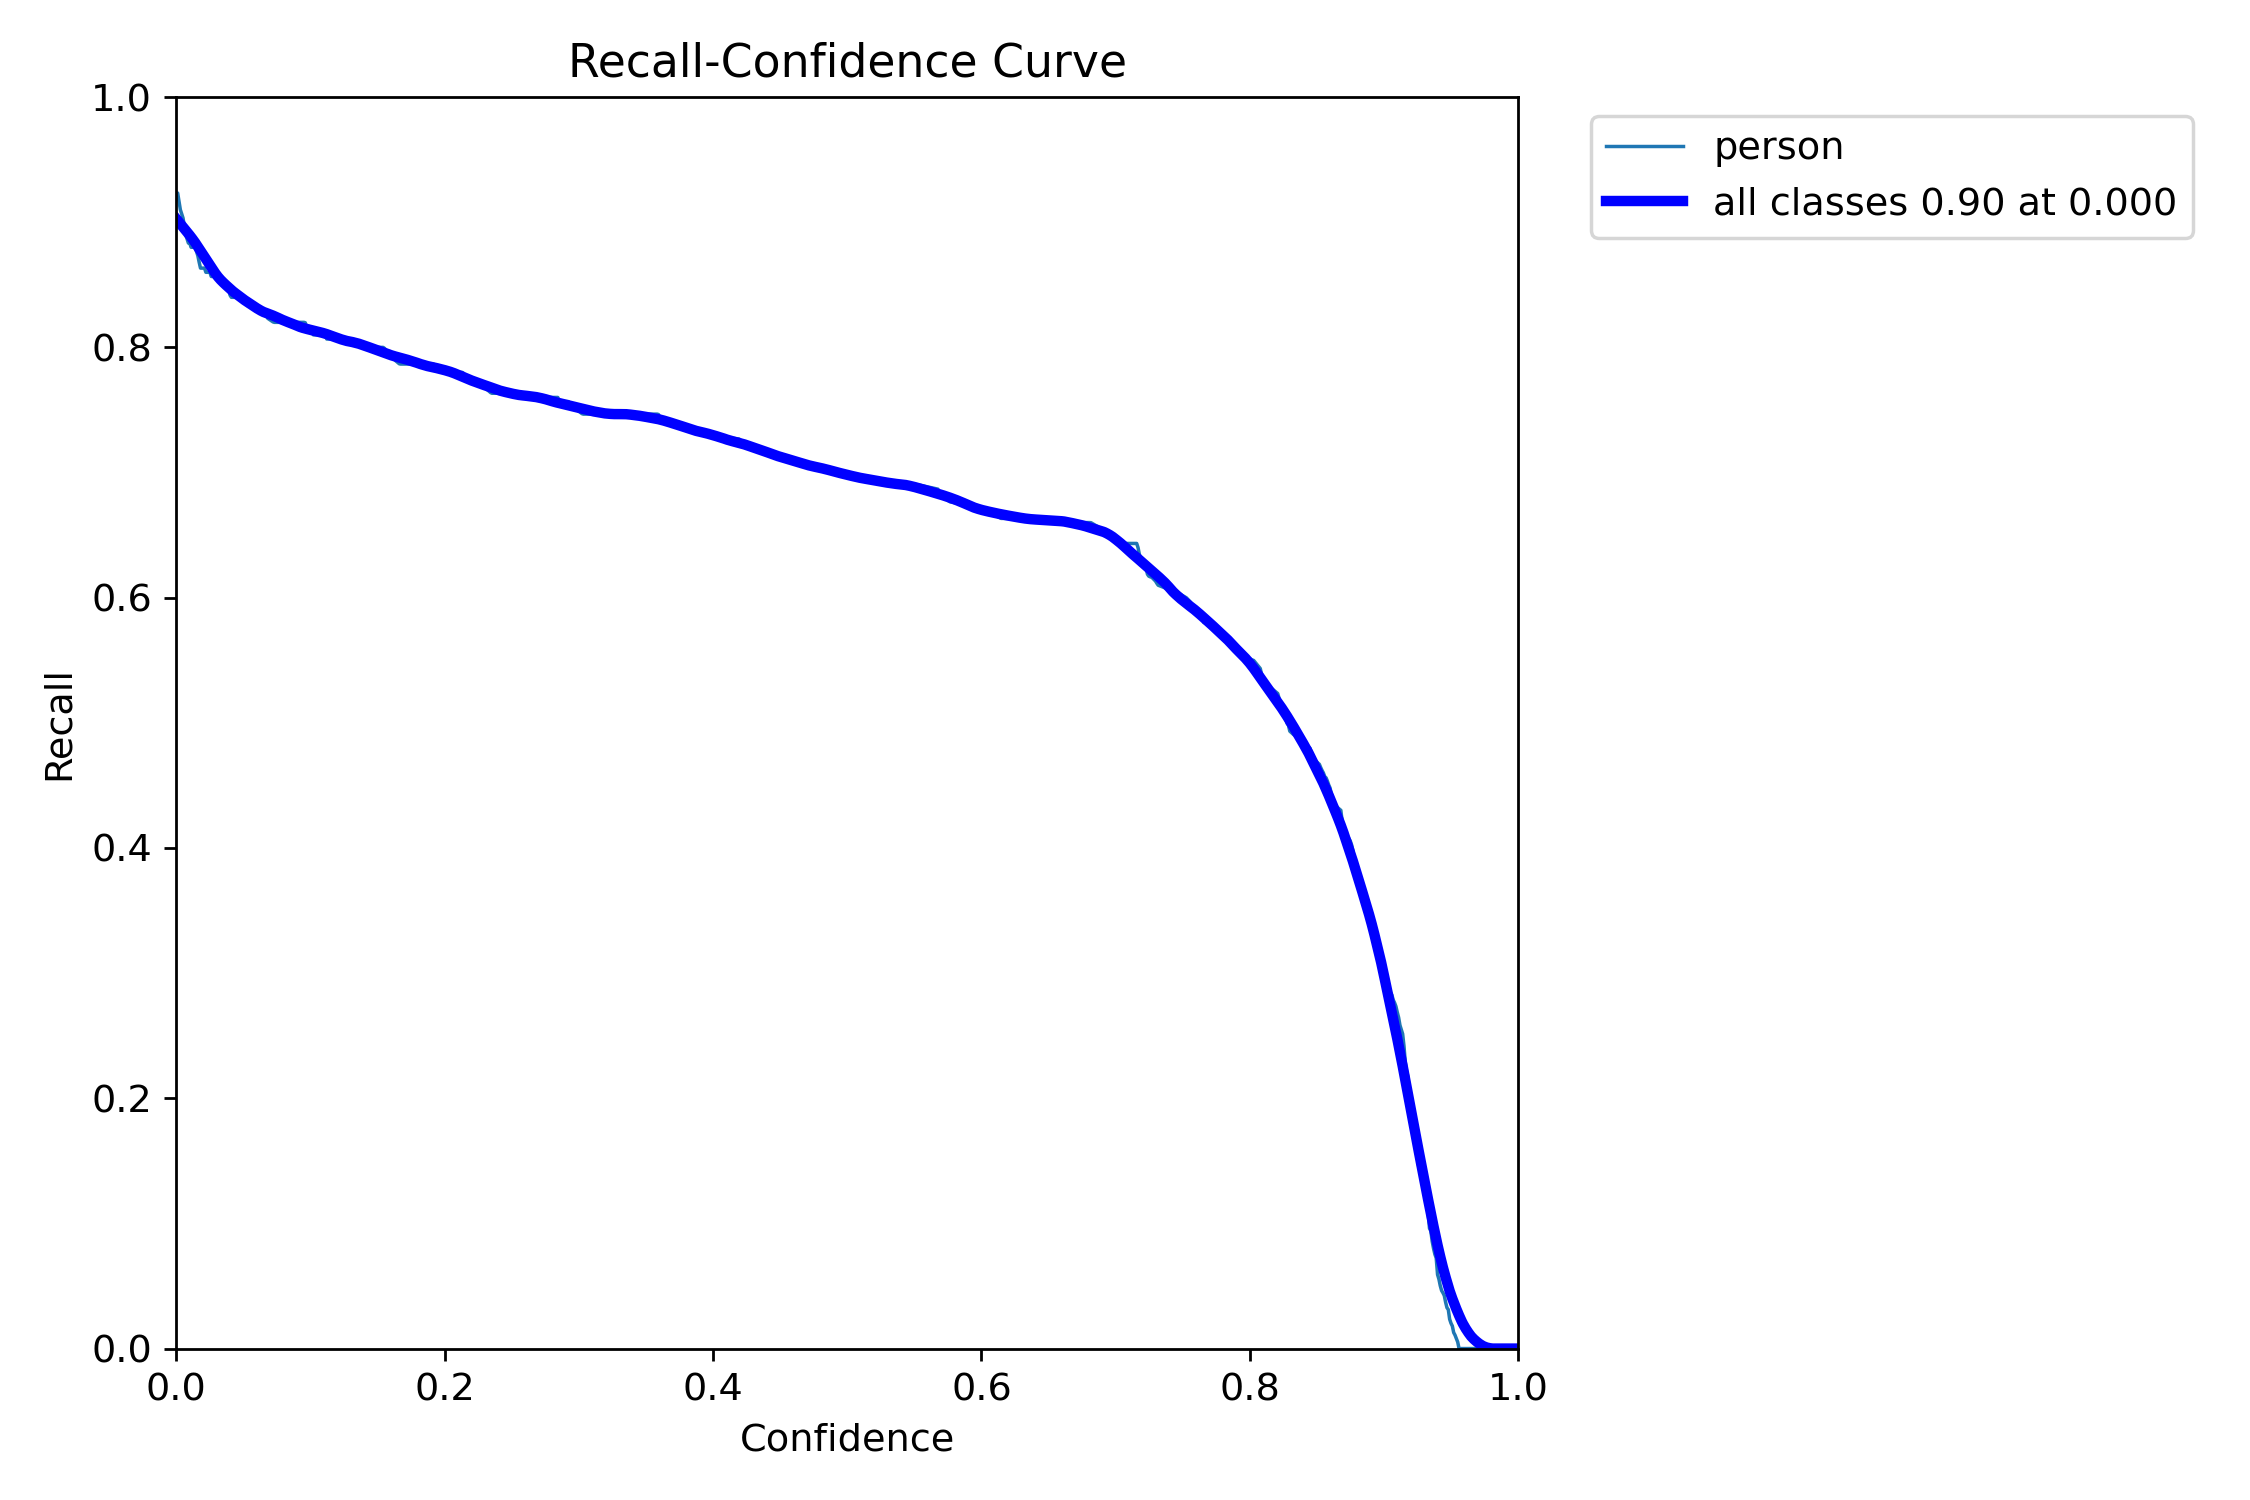 Recall-Confidence Curve
1.0
0.8
0.6
0.4
0.2
0.0
Recall
0.0 0.2 0.4 0.6 0.8 1.0
Confidence
person
all classes 0.90 at 0.000